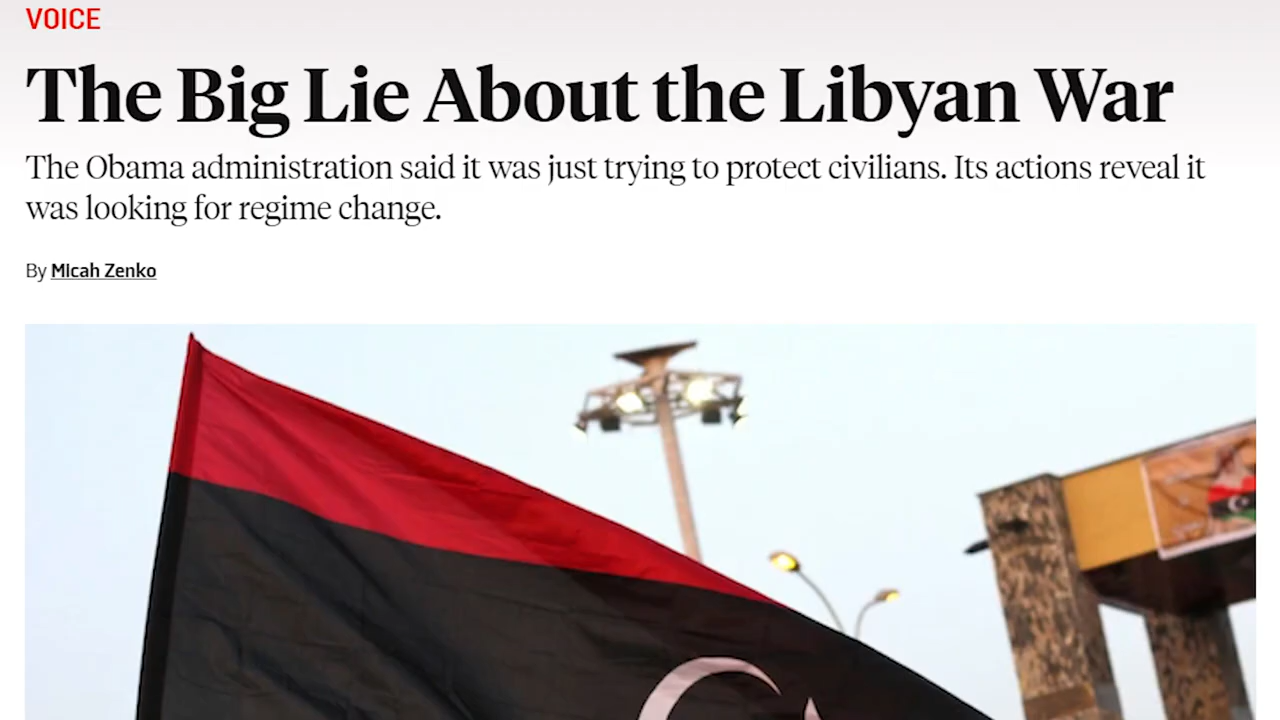 VOICE
The Big Lie About the Libyan War
The Obama administration said it was just trying to protect civilians. Its actions reveal it
was looking for regime change.
By Micah Zenko